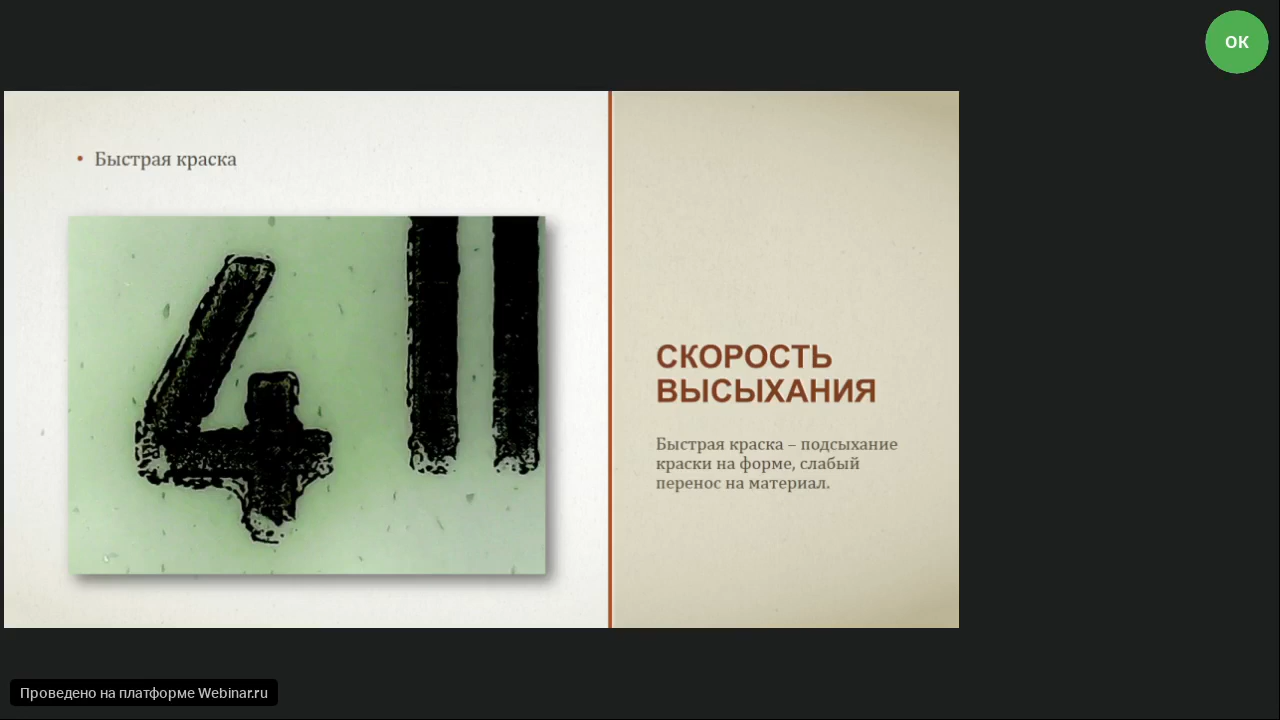 ОК
• Быстрая краска
4
СКОРОСТЬ
ВЫСЫХАНИЯ
Быстрая краска – подсыхание
краски на форме, слабый
перенос на материал.
Проведено на платформе Webinar.ru